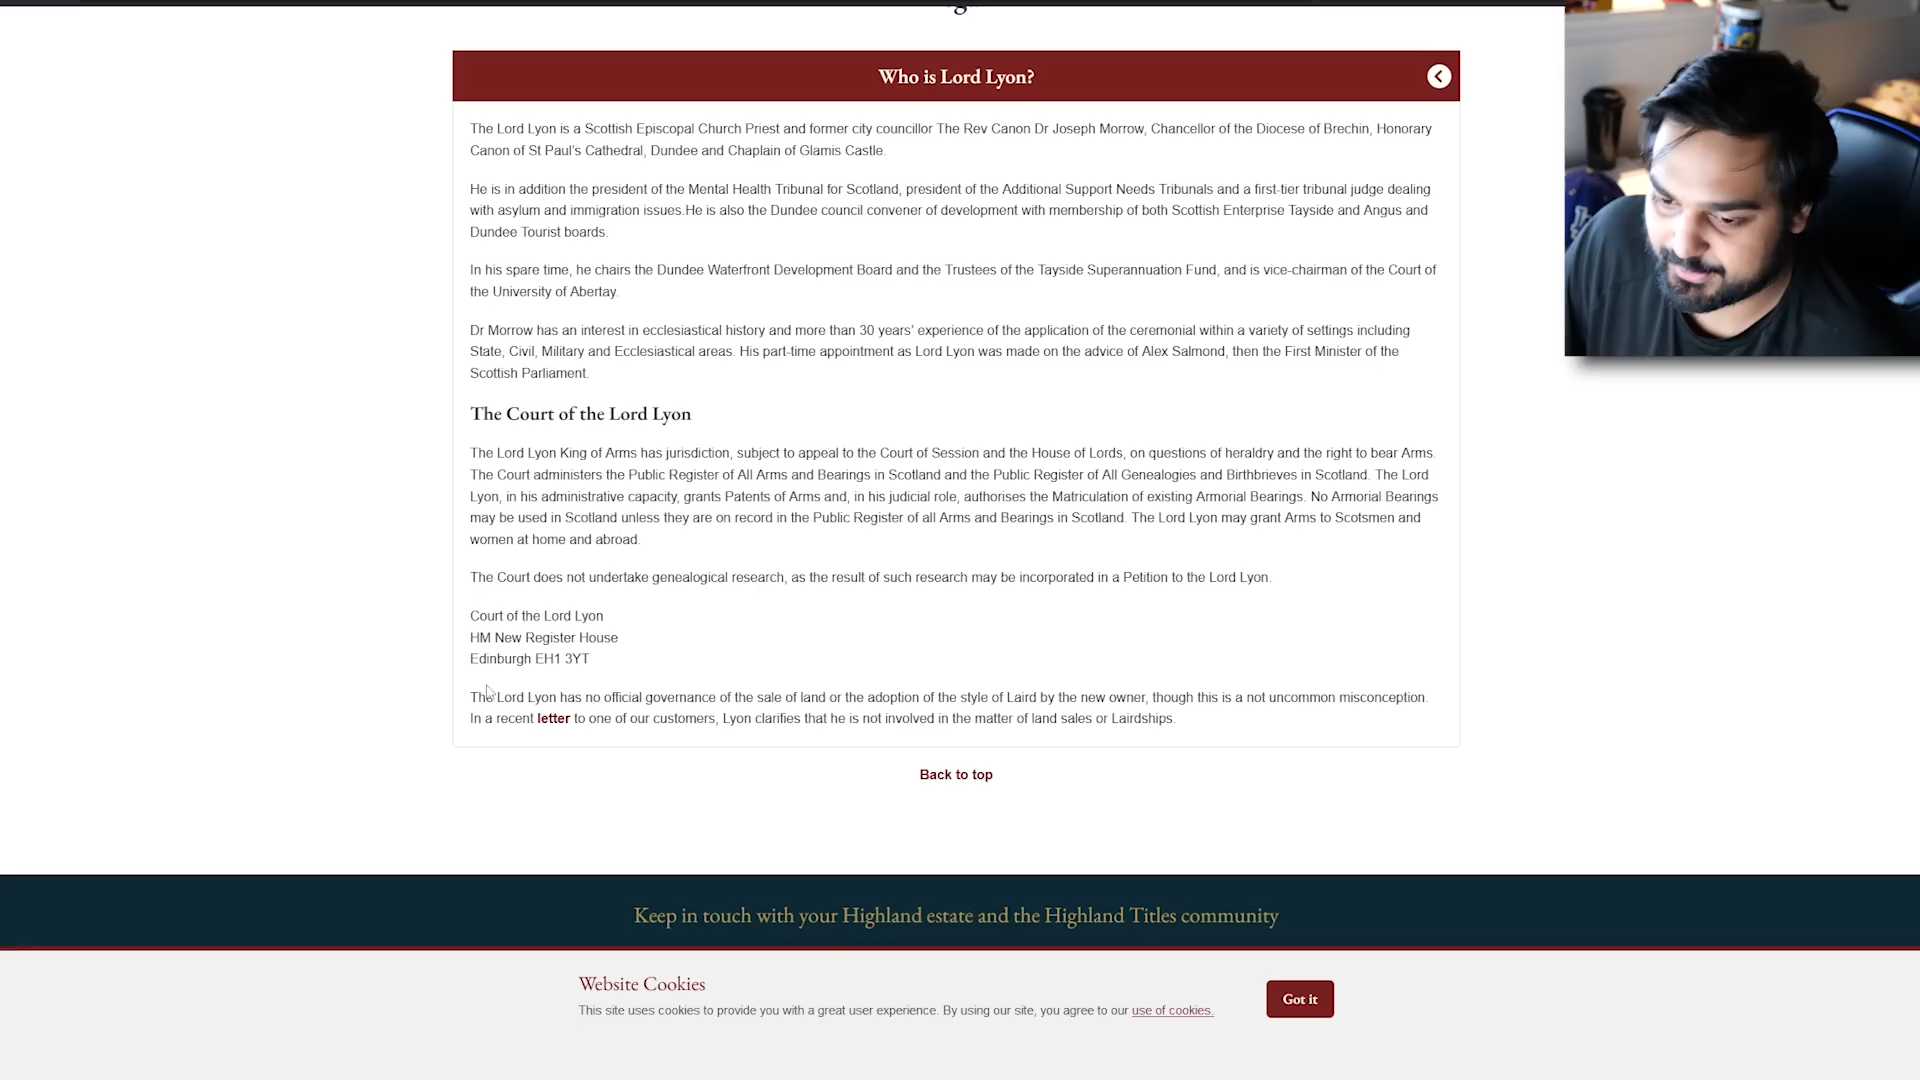 Who is Lord Lyon?
The Lord Lyon is a Scottish Episcopal Church Priest and former city councillor The Rev Canon Dr Joseph Morrow, Chancellor of the Diocese of Brechin, Honorary
Canon of St Paul's Cathedral, Dundee and Chaplain of Glamis Castle.
He is in addition the president of the Mental Health Tribunal for Scotland, president of the Additional Support Needs Tribunals and a first-tier tribunal judge dealing
with asylum and immigration issues.He is also the Dundee council convener of development with membership of both Scottish Enterprise Tayside and Angus and
Dundee Tourist boards.
In his spare time, he chairs the Dundee Waterfront Development Board and the Trustees of the Tayside Superannuation Fund, and is vice-chairman of the Court of
the University of Abertay.
Dr Morrow has an interest in ecclesiastical history and more than 30 years' experience of the application of the ceremonial within a variety of settings including
State, Civil, Military and Ecclesiastical areas. His part-time appointment as Lord Lyon was made on the advice of Alex Salmond, then the First Minister of the
Scottish Parliament.
The Court of the Lord Lyon
The Lord Lyon King of Arms has jurisdiction, subject to appeal to the Court of Session and the House of Lords, on questions of heraldry and the right to bear Arms.
The Court administers the Public Register of All Arms and Bearings in Scotland and the Public Register of All Genealogies and Birthbrieves in Scotland. The Lord
Lyon, in his administrative capacity, grants Patents of Arms and, in his judicial role, authorises the Matriculation of existing Armorial Bearings. No Armorial Bearings
may be used in Scotland unless they are on record in the Public Register of all Arms and Bearings in Scotland. The Lord Lyon may grant Arms to Scotsmen and
women at home and abroad.
The Court does not undertake genealogical research, as the result of such research may be incorporated in a Petition to the Lord Lyon.
Court of the Lord Lyon
HM New Register House
Edinburgh EH1 3YT
The Lord Lyon has no official governance of the sale of land or the adoption of the style of Laird by the new owner, though this is a not uncommon misconception.
In a recent letter to one of our customers, Lyon clarifies that he is not involved in the matter of land sales or Lairdships.
Back to top
Keep in touch with your Highland estate and the Highland Titles community
Website Cookies
This site uses cookies to provide you with a great user experience. By using our site, you agree to our use of cookies.
Got it